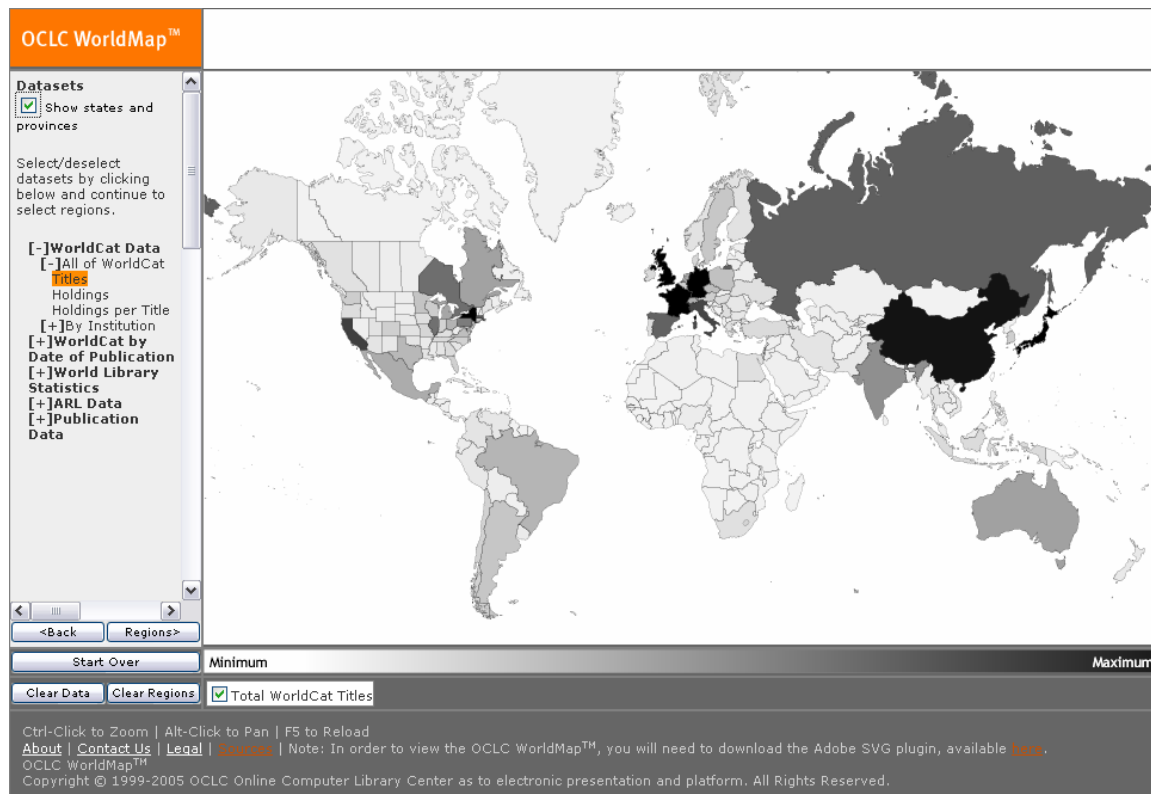 OCLC WorldMap™
Datasets
Show states and
provinces
Select/deselect
datasets by clicking
below and continue to
select regions.
[-]WorldCat Data
[-]All of WorldCat
Titles
Holdings
Holdings per Title
[+]By Institution
[+]WorldCat by
Date of Publication
[+]World Library
Statistics
[+]ARL Data
[+]Publication
Data
<Back Regions>
Start Over
Minimum Maximum
Clear Data Clear Regions Total WorldCat Titles
Ctrl-Click to Zoom | Alt-Click to Pan | F5 to Reload
About | Contact Us | Legal | Sources | Note: In order to view the OCLC WorldMap™, you will need to download the Adobe SVG plugin, available here.
OCLC WorldMap™
Copyright © 1999-2005 OCLC Online Computer Library Center as to electronic presentation and platform. All Rights Reserved.